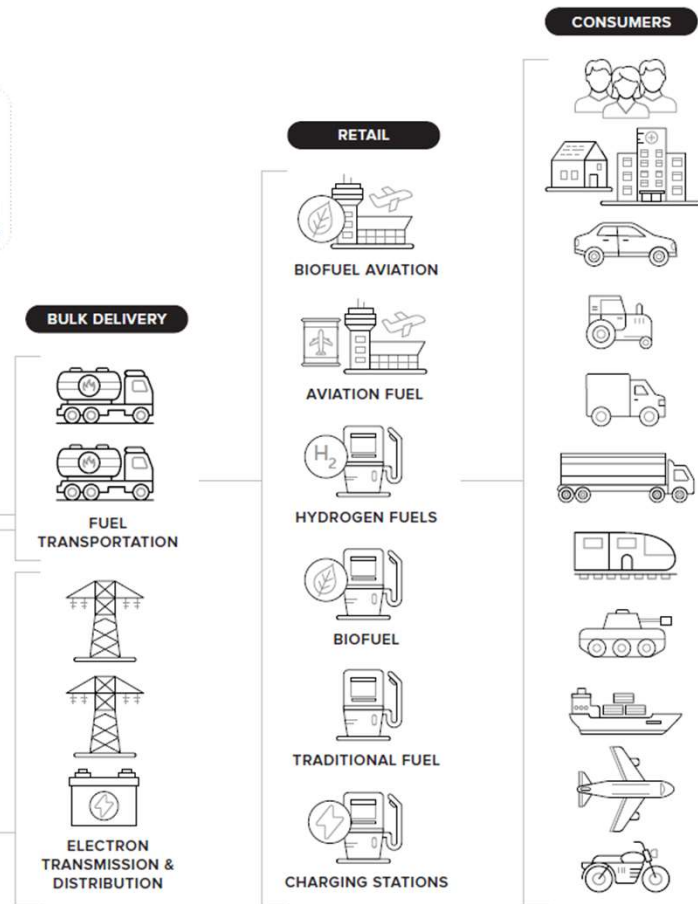 CONSUMERS
RETAIL
BIOFUEL AVIATION
BULK DELIVERY
AVIATION FUEL
H2
HYDROGEN FUELS
FUEL
TRANSPORTATION
BIOFUEL
TRADITIONAL FUEL
ELECTRON
TRANSMISSION &
DISTRIBUTION
CHARGING STATIONS